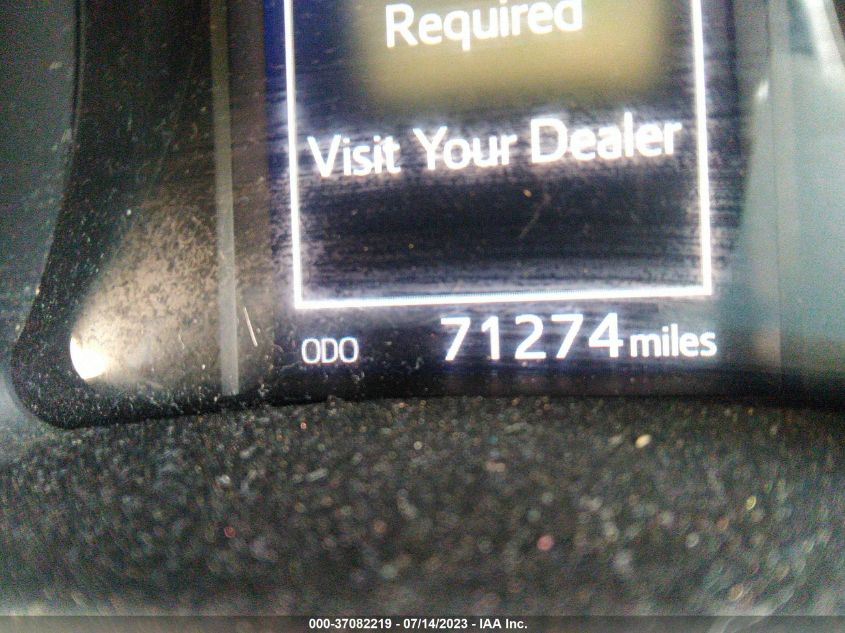 Required
Visit Your Dealer
ODO 71274 miles
000-37082219 - 07/14/2023 - IAA Inc.